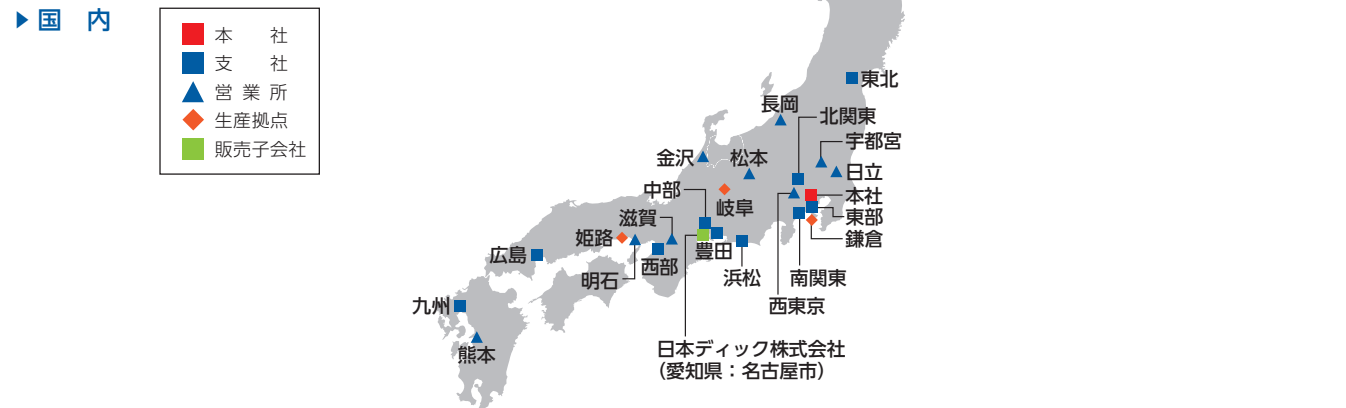 国 内
本 社
支 社
営業所
生産拠点
販売子会社
東北
長岡
北関東
宇都宮
金沢
松本
日立
中部
本社
岐阜
滋賀
東部
姫路
鎌倉
豊田
広島
西部
浜松
南関東
明石
西東京
九州
熊本
日本ディック株式会社
(愛知県：名古屋市)